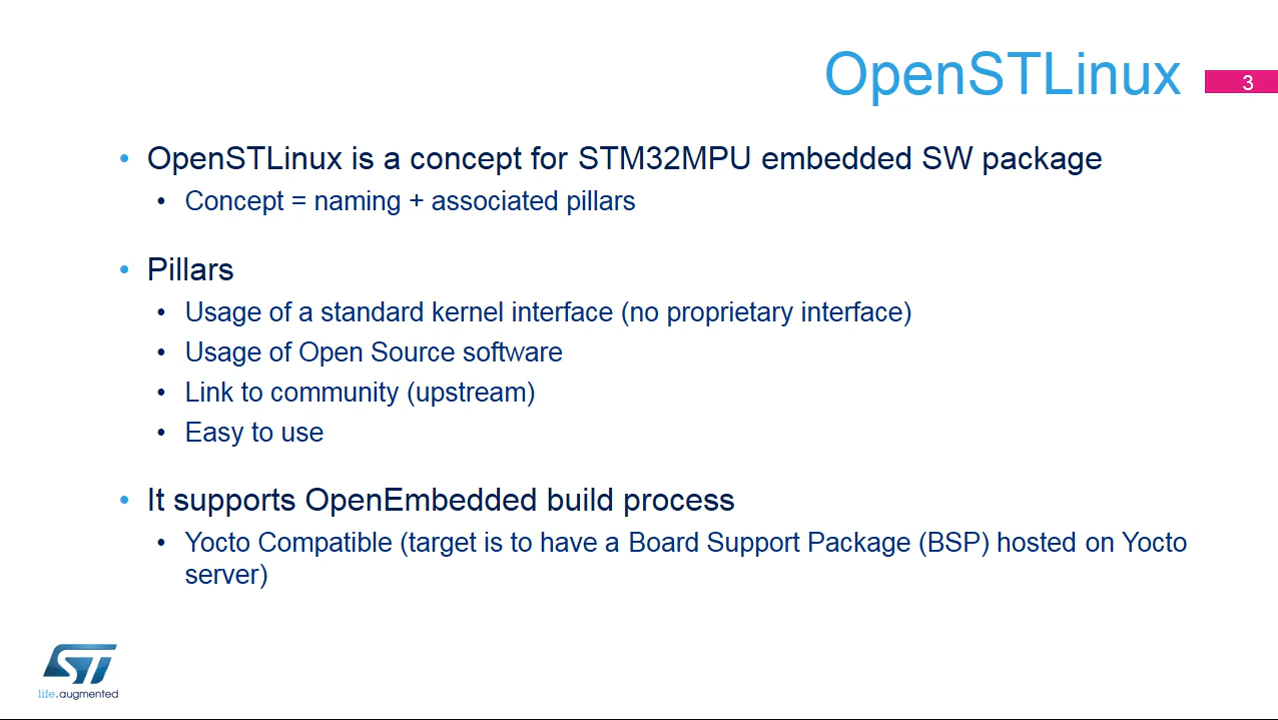 OpenSTLinux
3
• OpenSTLinux is a concept for STM32MPU embedded SW package
• Concept = naming + associated pillars
• Pillars
• Usage of a standard kernel interface (no proprietary interface)
• Usage of Open Source software
• Link to community (upstream)
• Easy to use
• It supports OpenEmbedded build process
• Yocto Compatible (target is to have a Board Support Package (BSP) hosted on Yocto
server)
ST
life.augmented